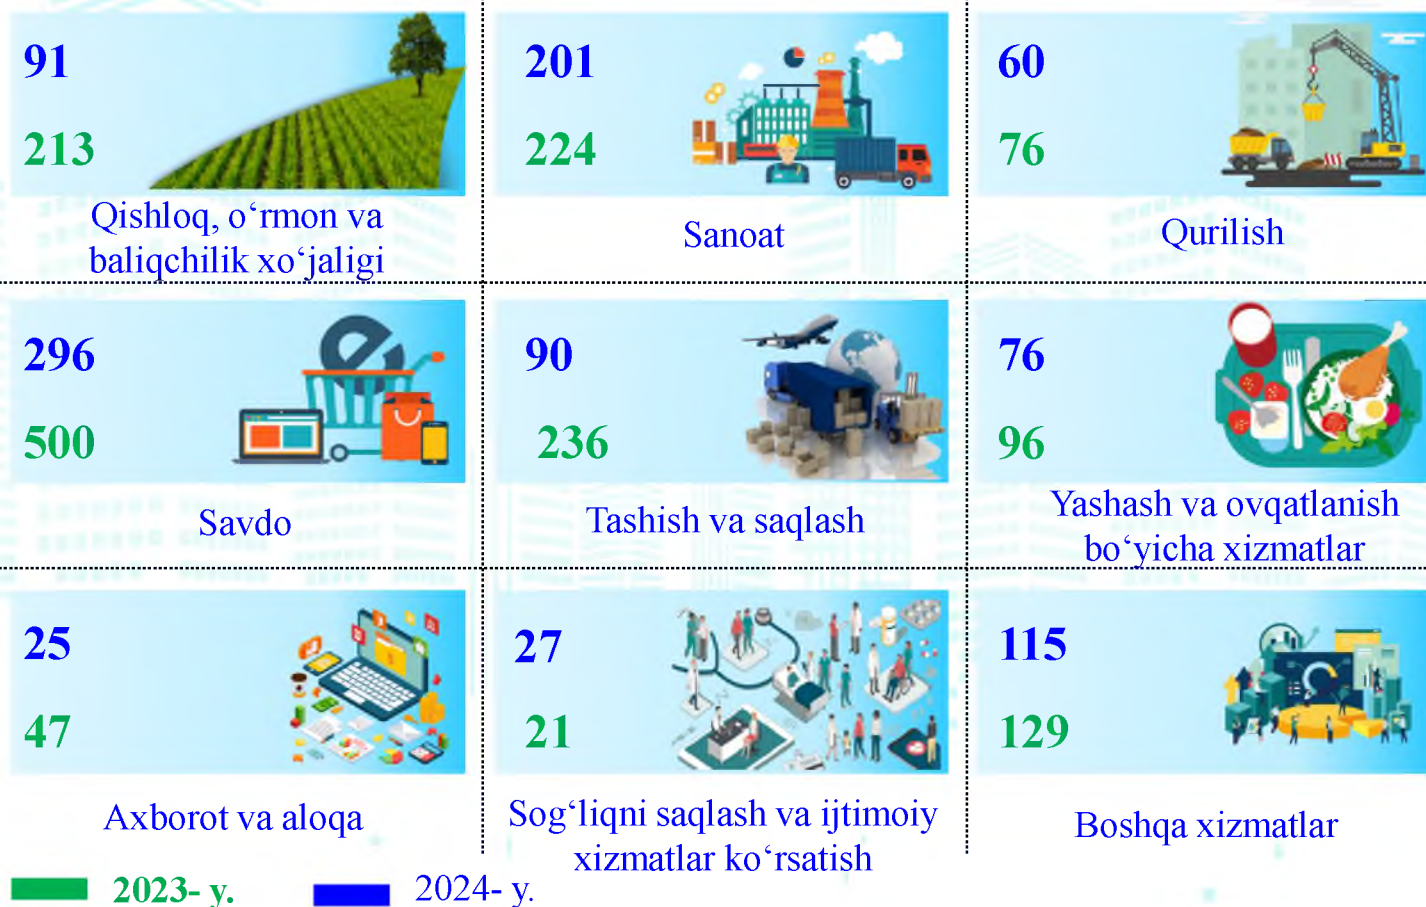 91
213
Qishloq, o‘rmon va
baliqchilik xo‘jaligi
201
224
Sanoat
60
76
Qurilish
296
500
Savdo
90
236
Tashish va saqlash
76
96
Yashash va ovqatlanish
bo‘yicha xizmatlar
25
47
Axborot va aloqa
27
21
Sog‘liqni saqlash va ijtimoiy
xizmatlar ko‘rsatish
115
129
Boshqa xizmatlar
2023- y.
2024- y.